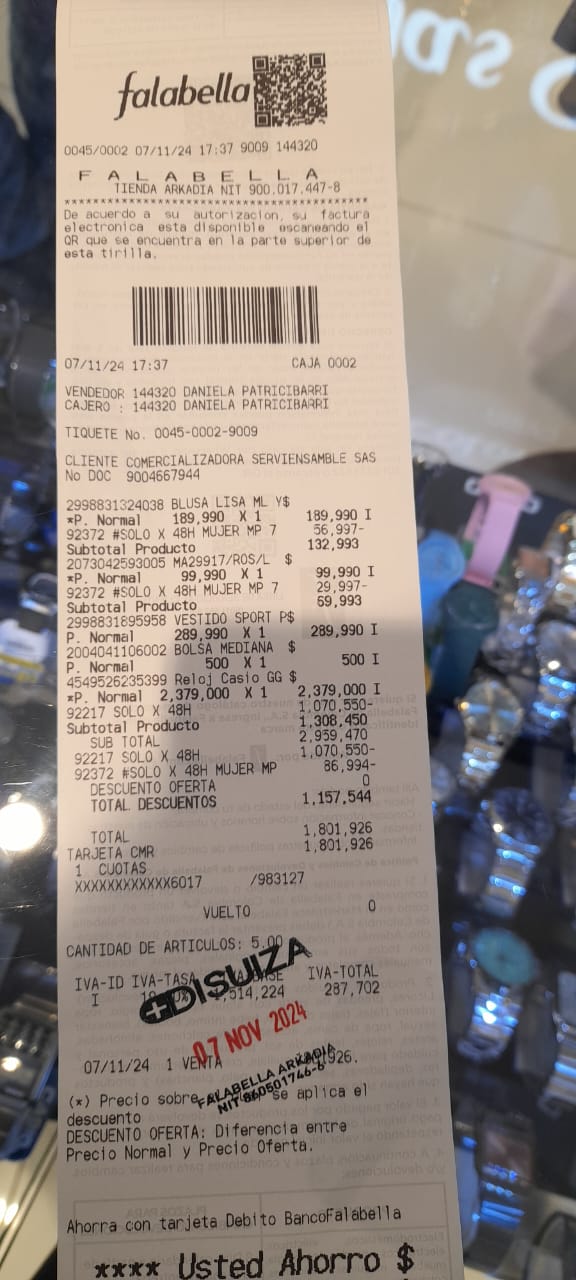 falabella
0045/0002 07/11/24 17:37 9009 144320
F A L A B E L L A
TIENDA ARKADIA NIT 900.017.447-8
De acuerdo a su autorizacion, su factura
electronica esta disponible escaneando el
QR que se encuentra en la parte superior de
esta tirilla.
07/11/24 17:37 CAJA 0002
VENDEDOR 144320 DANIELA PATRICIBARRI
CAJERO : 144320 DANIELA PATRICIBARRI
TIQUETE No. 0045-0002-9009
CLIENTE COMERCIALIZADORA SERVIENSAMBLE SAS
No DOC 9004667944
2998831324038 BLUSA LISA ML Y$
*P. Normal 189,990 X 1 189,990 I
92372 #SOLO X 48H MUJER MP 7 56,997-
Subtotal Producto 132,993
2073042593005 MA29917/ROS/L $
*P. Normal 99,990 X 1 99,990 I
92372 #SOLO X 48H MUJER MP 7 29,997-
Subtotal Producto 69,993
2998831895958 VESTIDO SPORT P$
P. Normal 289,990 X 1 289,990 I
2004041106002 BOLSA MEDIANA $
P. Normal 500 X 1 500 I
4549526235399 Reloj Casio GG $
*P. Normal 2,379,000 X 1 2,379,000 I
92217 SOLO X 48H 1,070,550-
Subtotal Producto 1,308,450
SUB TOTAL 2,959,470
92217 SOLO X 48H 1,070,550-
92372 #SOLO X 48H MUJER MP 86,994-
DESCUENTO OFERTA 0
TOTAL DESCUENTOS 1,157,544
TOTAL 1,801,926
TARJETA CMR 1,801,926
1 CUOTAS
XXXXXXXXXXXX6017 /983127
VUELTO 0
CANTIDAD DE ARTICULOS: 5.00
IVA-ID IVA-TASA IVA-TOTAL
I ,514,224 287,702
DISUIZA
07 NOV 2024
07/11/24 1 VENTA 926.
FALABELLA ARKADIA
NIT 860501746-6
(*) Precio sobre se aplica el
descuento
DESCUENTO OFERTA: Diferencia entre
Precio Normal y Precio Oferta.
Ahorra con tarjeta Debito BancoFalabella
**** Usted Ahorro $